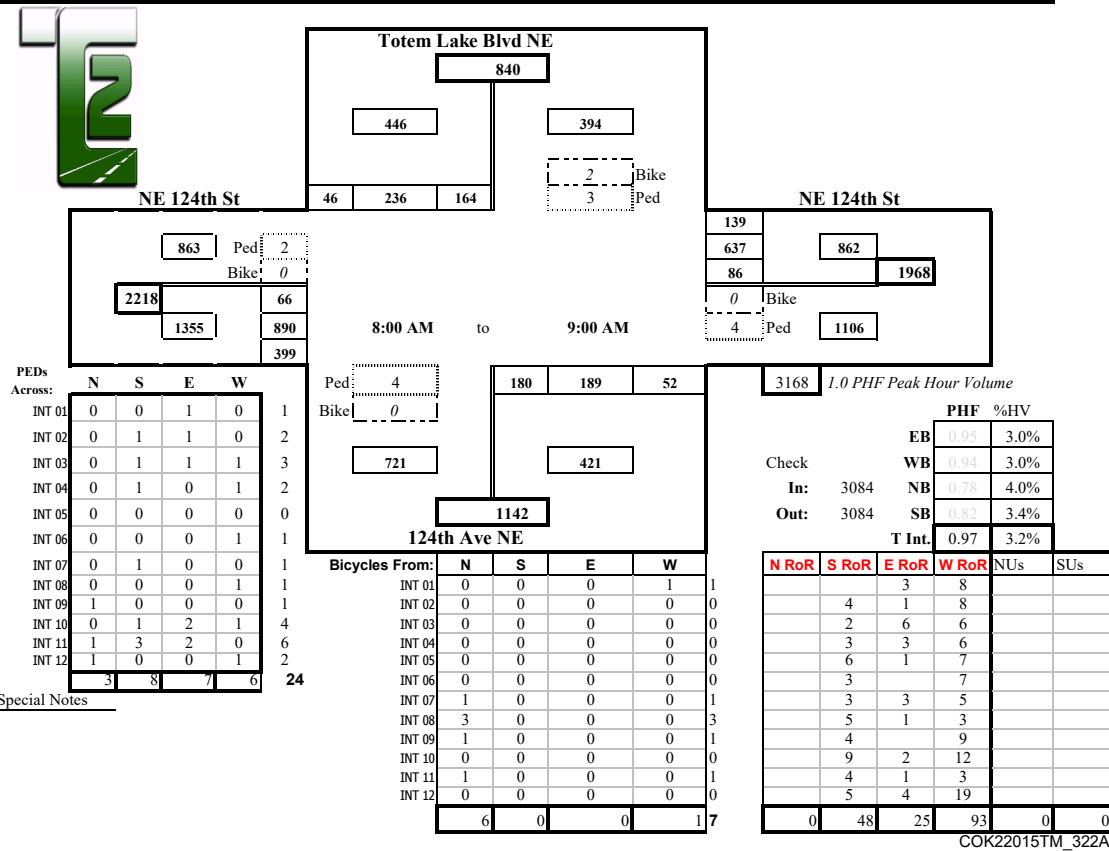 T2
Totem Lake Blvd NE
840
446 394
2 Bike
NE 124th St 46 236 164 3 Ped NE 124th St
139
863 Ped 2 637 862
Bike 0 86 1968
2218 66 0 Bike
1355 890 8:00 AM to 9:00 AM 4 Ped 1106
399
PEDs Across: N S E W Ped 4 180 189 52 3168 1.0 PHF Peak Hour Volume
INT 01 0 0 1 0 1 Bike 0 PHF %HV
INT 02 0 1 1 0 2 EB 0.95 3.0%
INT 03 0 1 1 1 3 721 421 Check WB 0.94 3.0%
INT 04 0 1 0 1 2 In: 3084 NB 0.78 4.0%
INT 05 0 0 0 0 0 1142 Out: 3084 SB 0.82 3.4%
INT 06 0 0 0 1 1 124th Ave NE T Int. 0.97 3.2%
INT 07 0 1 0 0 1 Bicycles From: N S E W N RoR S RoR E RoR W RoR NUs SUs
INT 08 0 0 0 1 1 INT 01 0 0 0 1 1 3 8
INT 09 1 0 0 0 1 INT 02 0 0 0 0 0 4 1 8
INT 10 0 1 2 1 4 INT 03 0 0 0 0 0 2 6 6
INT 11 1 3 2 0 6 INT 04 0 0 0 0 0 3 3 6
INT 12 1 0 0 1 2 INT 05 0 0 0 0 0 6 1 7
3 8 7 6 24 INT 06 0 0 0 0 0 3 7
Special Notes INT 07 1 0 0 0 1 3 3 5
INT 08 3 0 0 0 3 5 1 3
INT 09 1 0 0 0 1 4 9
INT 10 0 0 0 0 0 9 2 12
INT 11 1 0 0 0 1 4 1 3
INT 12 0 0 0 0 0 5 4 19
6 0 0 1 7 0 48 25 93 0 0
COK22015TM_322A